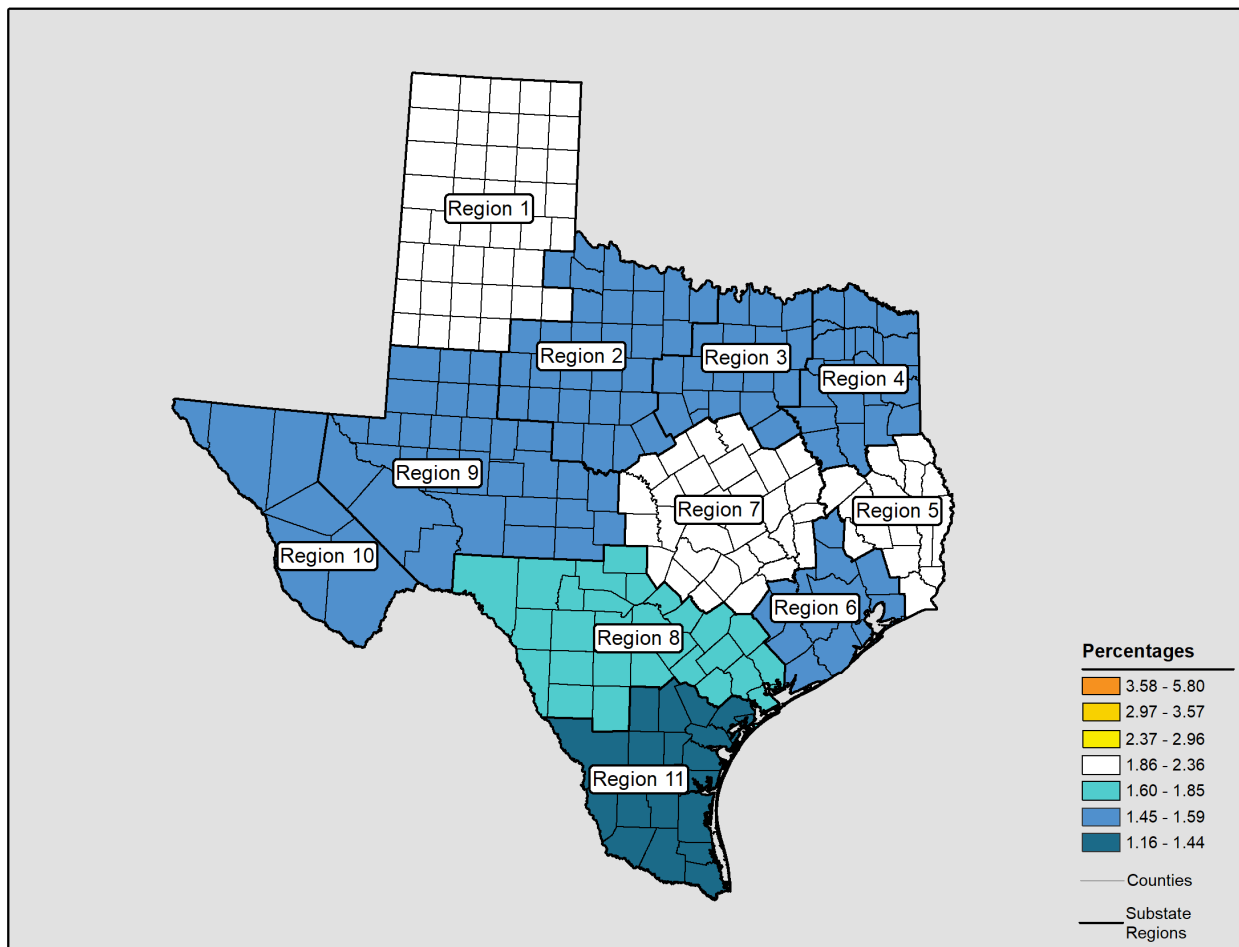 Region 1
Region 2
Region 3
Region 4
Region 9
Region 7
Region 5
Region 10
Region 6
Region 8
Region 11
Percentages
3.58 - 5.80
2.97 - 3.57
2.37 - 2.96
1.86 - 2.36
1.60 - 1.85
1.45 - 1.59
1.16 - 1.44
Counties
Substate
Regions